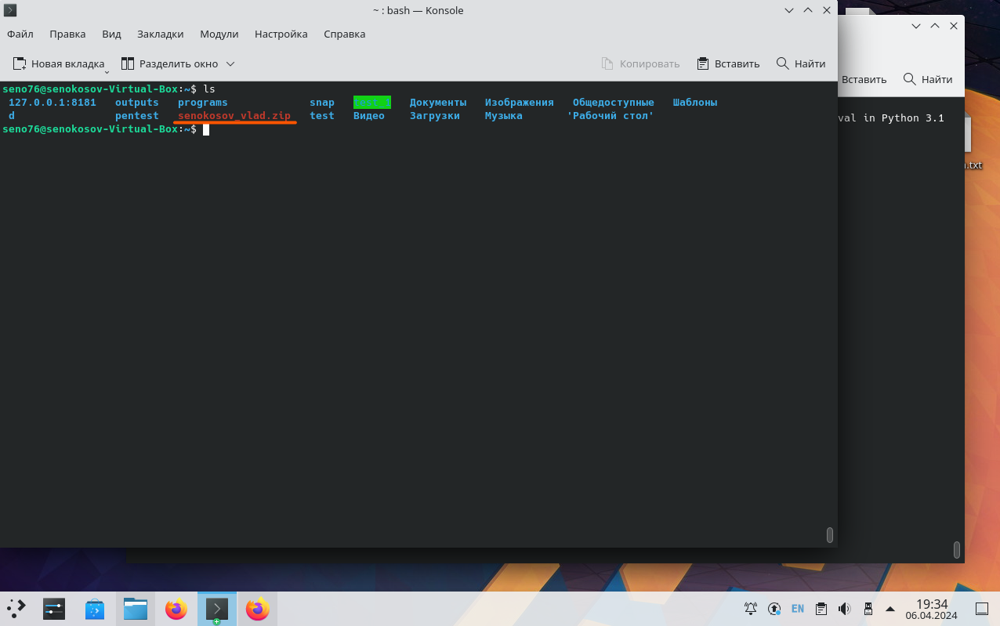 ~ : bash — Konsole
Файл Правка Вид Закладки Модули Настройка Справка
Новая вкладка Разделить окно Копировать Вставить Найти
Вставить Найти
seno76@senokosov-Virtual-Box:~$ ls
127.0.0.1:8181 outputs programs snap Документы Изображения Общедоступные Шаблоны
d pentest senokosov_vlad.zip test Видео Загрузки Музыка 'Рабочий стол'
seno76@senokosov-Virtual-Box:~$
in Python 3.1
.txt
EN
19:34
06.04.2024